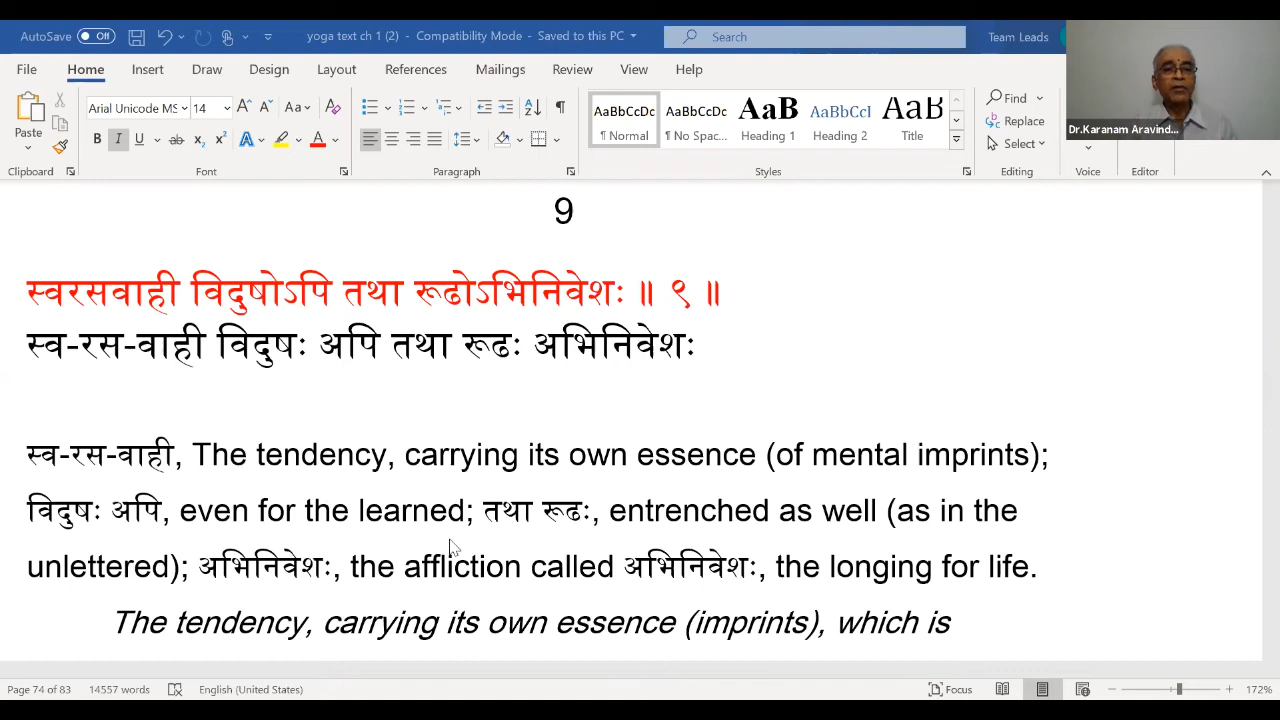 AutoSave Off yoga text ch 1 (2) - Compatibility Mode - Saved to this PC Search Team Leads
File Home Insert Draw Design Layout References Mailings Review View Help
Dr.Karanam Aravind...
Paste Arial Unicode MS 14 Aa
B I U ab x₂ x² A A
AaBbCcDc AaBbCcDc AaB AaBbCcI AaB
¶ Normal ¶ No Spac... Heading 1 Heading 2 Title
Find
Replace
Select
Clipboard Font Paragraph Styles Editing Voice Editor
9
स्वरसवाही विदुषोऽपि तथा रूढोऽभिनिवेशः ॥ ९ ॥
स्व-रस-वाही विदुषः अपि तथा रूढः अभिनिवेशः
स्व-रस-वाही, The tendency, carrying its own essence (of mental imprints);
विदुषः अपि, even for the learned; तथा रूढः, entrenched as well (as in the
unlettered); अभिनिवेशः, the affliction called अभिनिवेशः, the longing for life.
The tendency, carrying its own essence (imprints), which is
Page 74 of 83 14557 words English (United States) Focus 172%